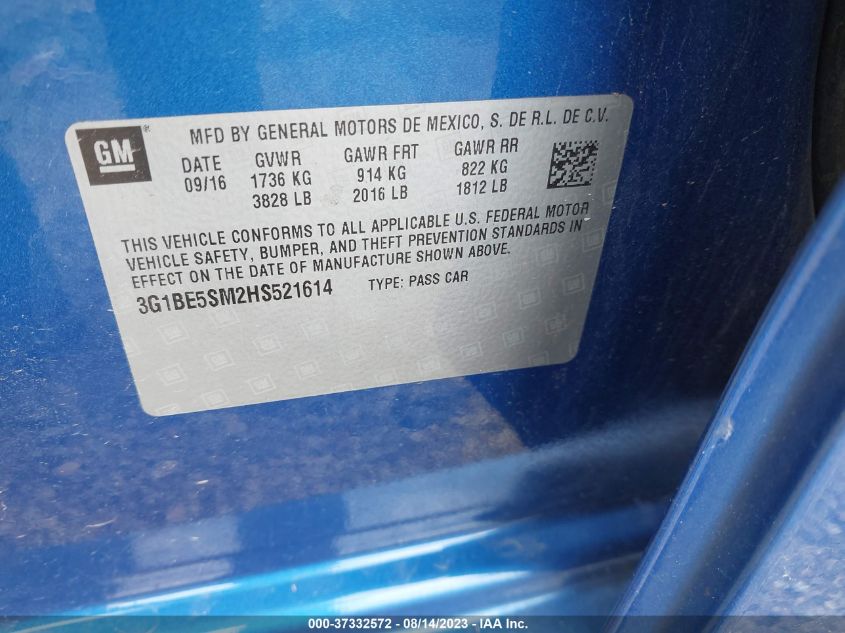 GM
MFD BY GENERAL MOTORS DE MEXICO, S. DE R.L. DE C.V.
DATE GVWR GAWR FRT GAWR RR
09/16 1736 KG 914 KG 822 KG
3828 LB 2016 LB 1812 LB
THIS VEHICLE CONFORMS TO ALL APPLICABLE U.S. FEDERAL MOTOR
VEHICLE SAFETY, BUMPER, AND THEFT PREVENTION STANDARDS IN
EFFECT ON THE DATE OF MANUFACTURE SHOWN ABOVE.
3G1BE5SM2HS521614 TYPE: PASS CAR
000-37332572 - 08/14/2023 - IAA Inc.